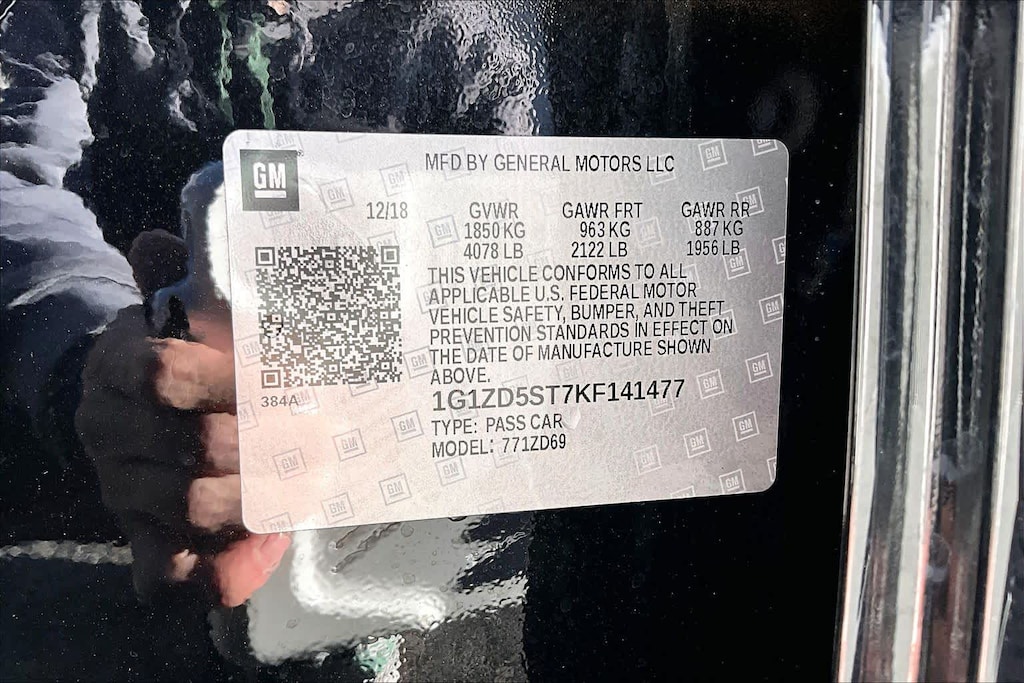 GM
MFD BY GENERAL MOTORS LLC
12/18 GVWR GAWR FRT GAWR RR
1850 KG 963 KG 887 KG
4078 LB 2122 LB 1956 LB
THIS VEHICLE CONFORMS TO ALL
APPLICABLE U.S. FEDERAL MOTOR
VEHICLE SAFETY, BUMPER, AND THEFT
PREVENTION STANDARDS IN EFFECT ON
THE DATE OF MANUFACTURE SHOWN
ABOVE.
384A
1G1ZD5ST7KF141477
TYPE: PASS CAR
MODEL: 771ZD69